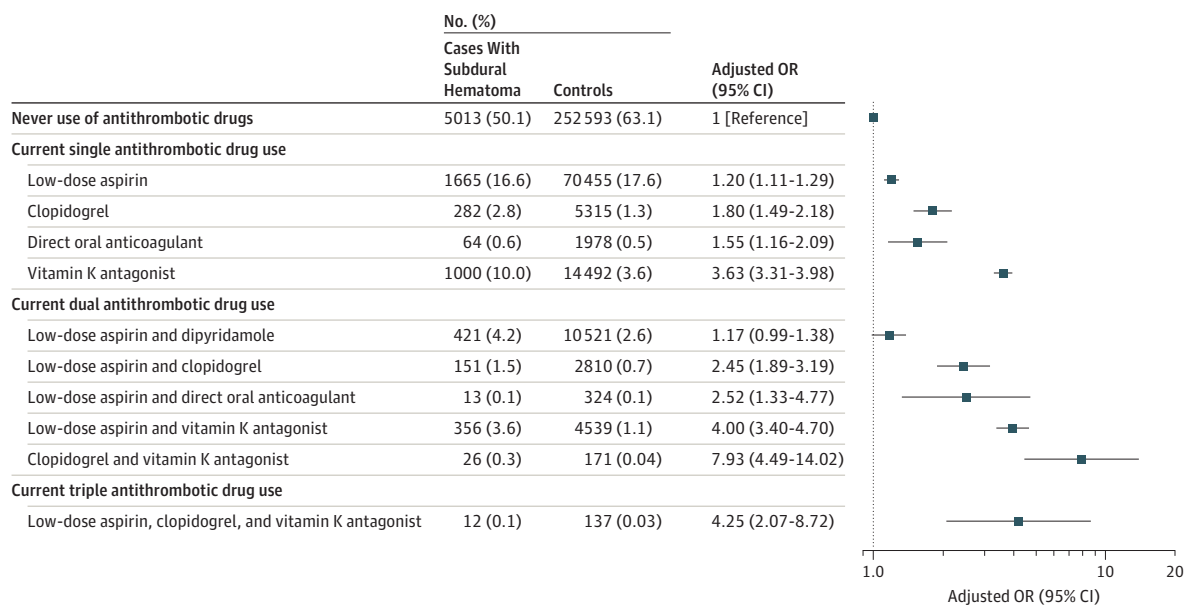 No. (%)
Cases With
Subdural
Hematoma
Controls
Adjusted OR
(95% CI)
Never use of antithrombotic drugs 5013 (50.1) 252 593 (63.1) 1 [Reference]
Current single antithrombotic drug use
Low-dose aspirin 1665 (16.6) 70 455 (17.6) 1.20 (1.11-1.29)
Clopidogrel 282 (2.8) 5315 (1.3) 1.80 (1.49-2.18)
Direct oral anticoagulant 64 (0.6) 1978 (0.5) 1.55 (1.16-2.09)
Vitamin K antagonist 1000 (10.0) 14 492 (3.6) 3.63 (3.31-3.98)
Current dual antithrombotic drug use
Low-dose aspirin and dipyridamole 421 (4.2) 10 521 (2.6) 1.17 (0.99-1.38)
Low-dose aspirin and clopidogrel 151 (1.5) 2810 (0.7) 2.45 (1.89-3.19)
Low-dose aspirin and direct oral anticoagulant 13 (0.1) 324 (0.1) 2.52 (1.33-4.77)
Low-dose aspirin and vitamin K antagonist 356 (3.6) 4539 (1.1) 4.00 (3.40-4.70)
Clopidogrel and vitamin K antagonist 26 (0.3) 171 (0.04) 7.93 (4.49-14.02)
Current triple antithrombotic drug use
Low-dose aspirin, clopidogrel, and vitamin K antagonist 12 (0.1) 137 (0.03) 4.25 (2.07-8.72)
1.0 10 20
Adjusted OR (95% CI)